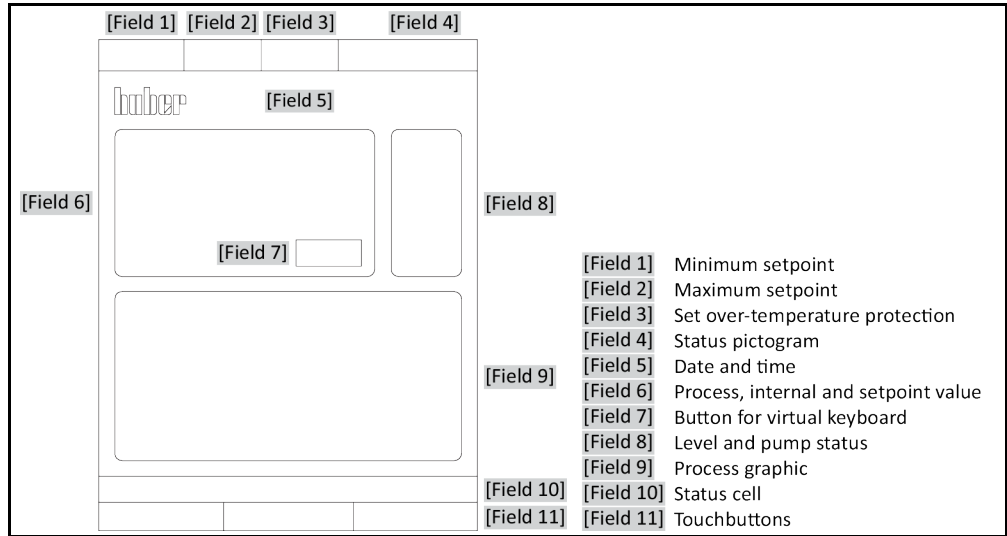 [Field 1] [Field 2] [Field 3] [Field 4]
huber
[Field 5]
[Field 6]
[Field 7]
[Field 8]
[Field 9]
[Field 10]
[Field 11]
[Field 1] Minimum setpoint
[Field 2] Maximum setpoint
[Field 3] Set over-temperature protection
[Field 4] Status pictogram
[Field 5] Date and time
[Field 6] Process, internal and setpoint value
[Field 7] Button for virtual keyboard
[Field 8] Level and pump status
[Field 9] Process graphic
[Field 10] Status cell
[Field 11] Touchbuttons